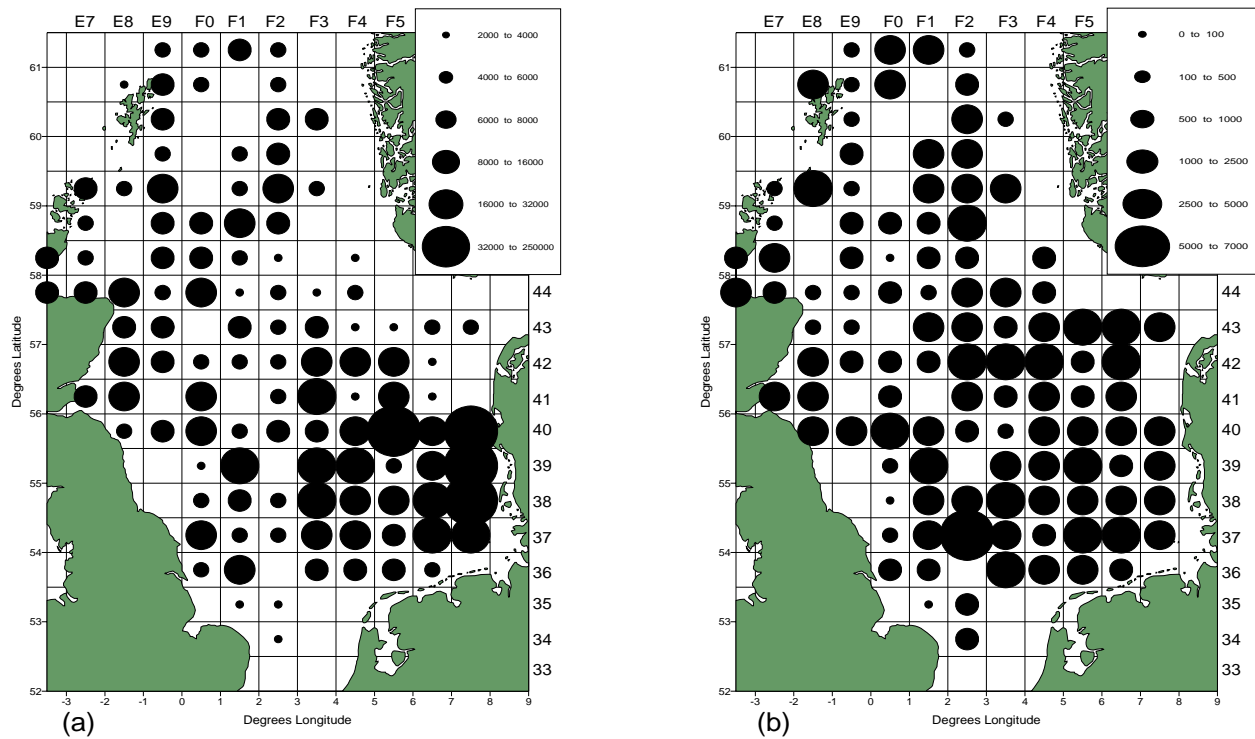 E7 E8 E9 F0 F1 F2 F3 F4 F5
2000 to 4000
4000 to 6000
6000 to 8000
8000 to 16000
16000 to 32000
32000 to 250000
61
60
59
58
57
56
55
54
53
52
Degrees Latitude
44
43
42
41
40
39
38
37
36
35
34
33
-3 -2 -1 0 1 2 3 4 5 6 7 8 9
Degrees Longitude
(a)
E7 E8 E9 F0 F1 F2 F3 F4 F5
0 to 100
100 to 500
500 to 1000
1000 to 2500
2500 to 5000
5000 to 7000
61
60
59
58
57
56
55
54
53
52
Degrees Latitude
44
43
42
41
40
39
38
37
36
35
34
33
-3 -2 -1 0 1 2 3 4 5 6 7 8 9
Degrees Longitude
(b)